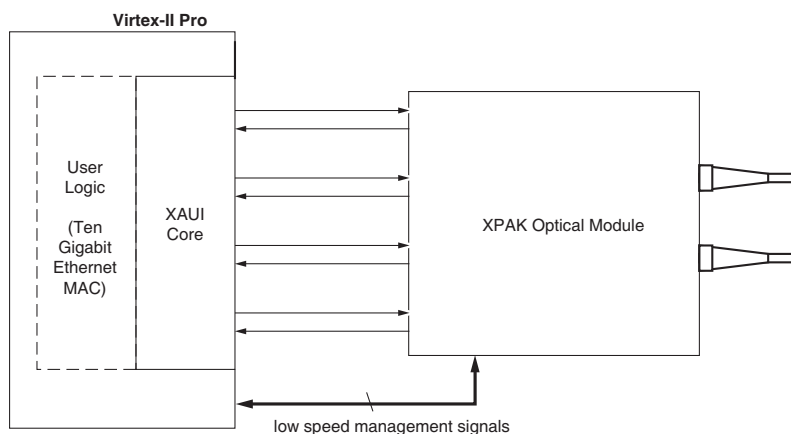 Virtex-II Pro
User
Logic
(Ten
Gigabit
Ethernet
MAC)
XAUI
Core
XPAK Optical Module
low speed management signals